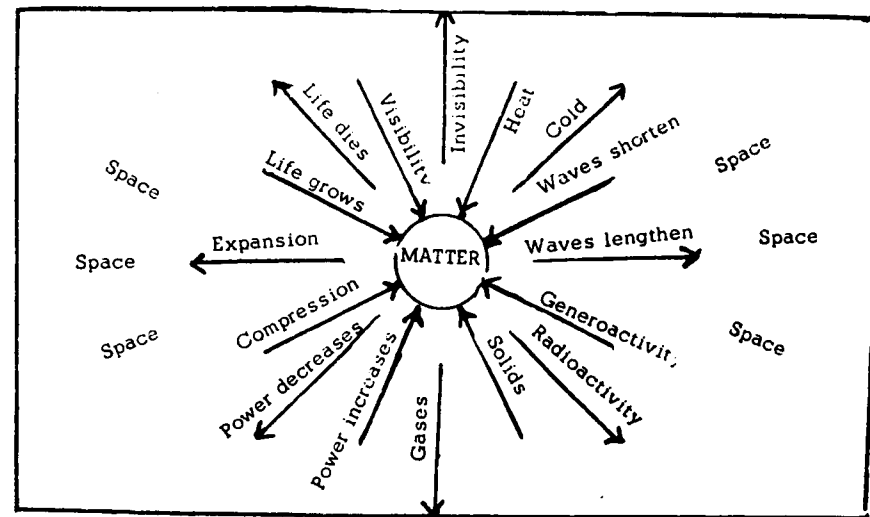 Invisibility
Life dies
Visibility
Heat
Cold
Life grows
Waves shorten
Space
Space
Expansion
MATTER
Waves lengthen
Space
Space
Compression
Generoactivity
Space
Space
Power decreases
Power increases
Gases
Solids
Radioactivity